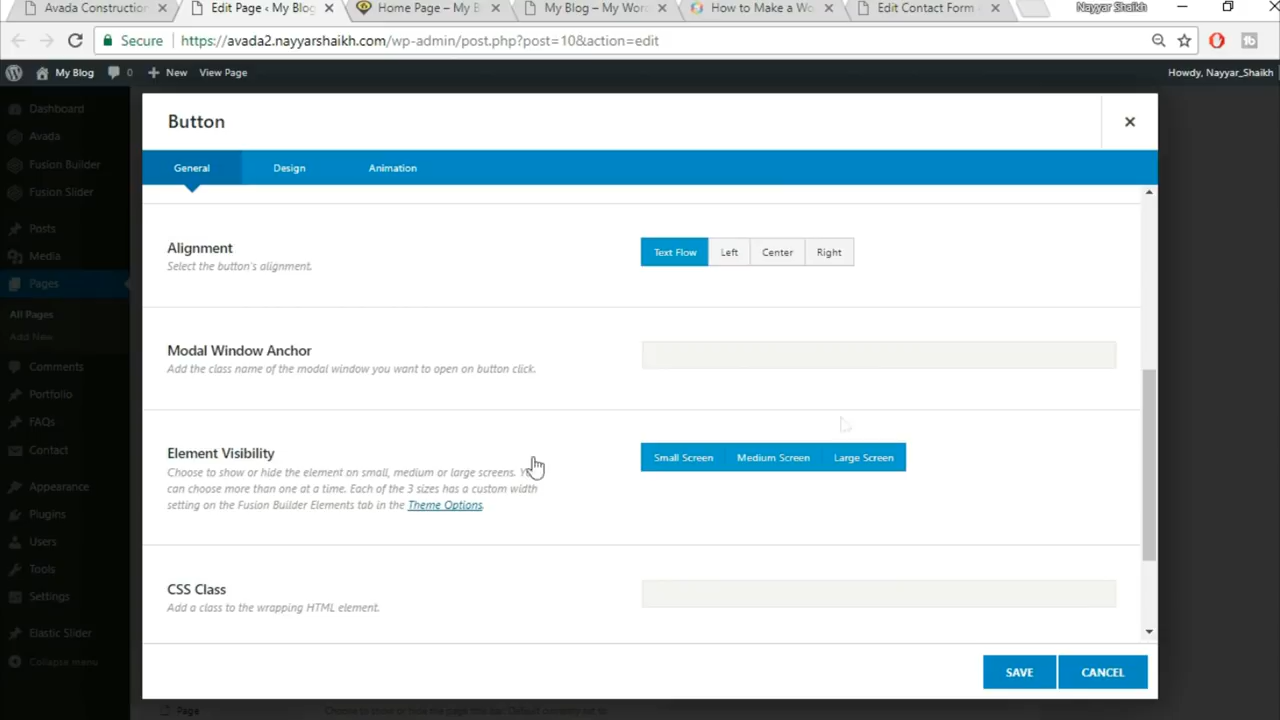 Avada Construction
Edit Page ‹ My Blog
Home Page – My B
My Blog – My Wor
How to Make a Wo
Edit Contact Form
Nayyar Shaikh
Secure
https://avada2.nayyarshaikh.com/wp-admin/post.php?post=10&action=edit
My Blog
0
New
View Page
Howdy, Nayyar_Shaikh
Dashboard
Avada
Fusion Builder
Fusion Slider
Posts
Media
Pages
All Pages
Add New
Comments
Portfolio
FAQs
Contact
Appearance
Plugins
Users
Tools
Settings
Elastic Slider
Collapse menu
Button
General
Design
Animation
Alignment
Select the button's alignment.
Text Flow
Left
Center
Right
Modal Window Anchor
Add the class name of the modal window you want to open on button click.
Element Visibility
Choose to show or hide the element on small, medium or large screens.
can choose more than one at a time. Each of the 3 sizes has a custom width
setting on the Fusion Builder Elements tab in the Theme Options.
Small Screen
Medium Screen
Large Screen
CSS Class
Add a class to the wrapping HTML element.
SAVE
CANCEL
Page